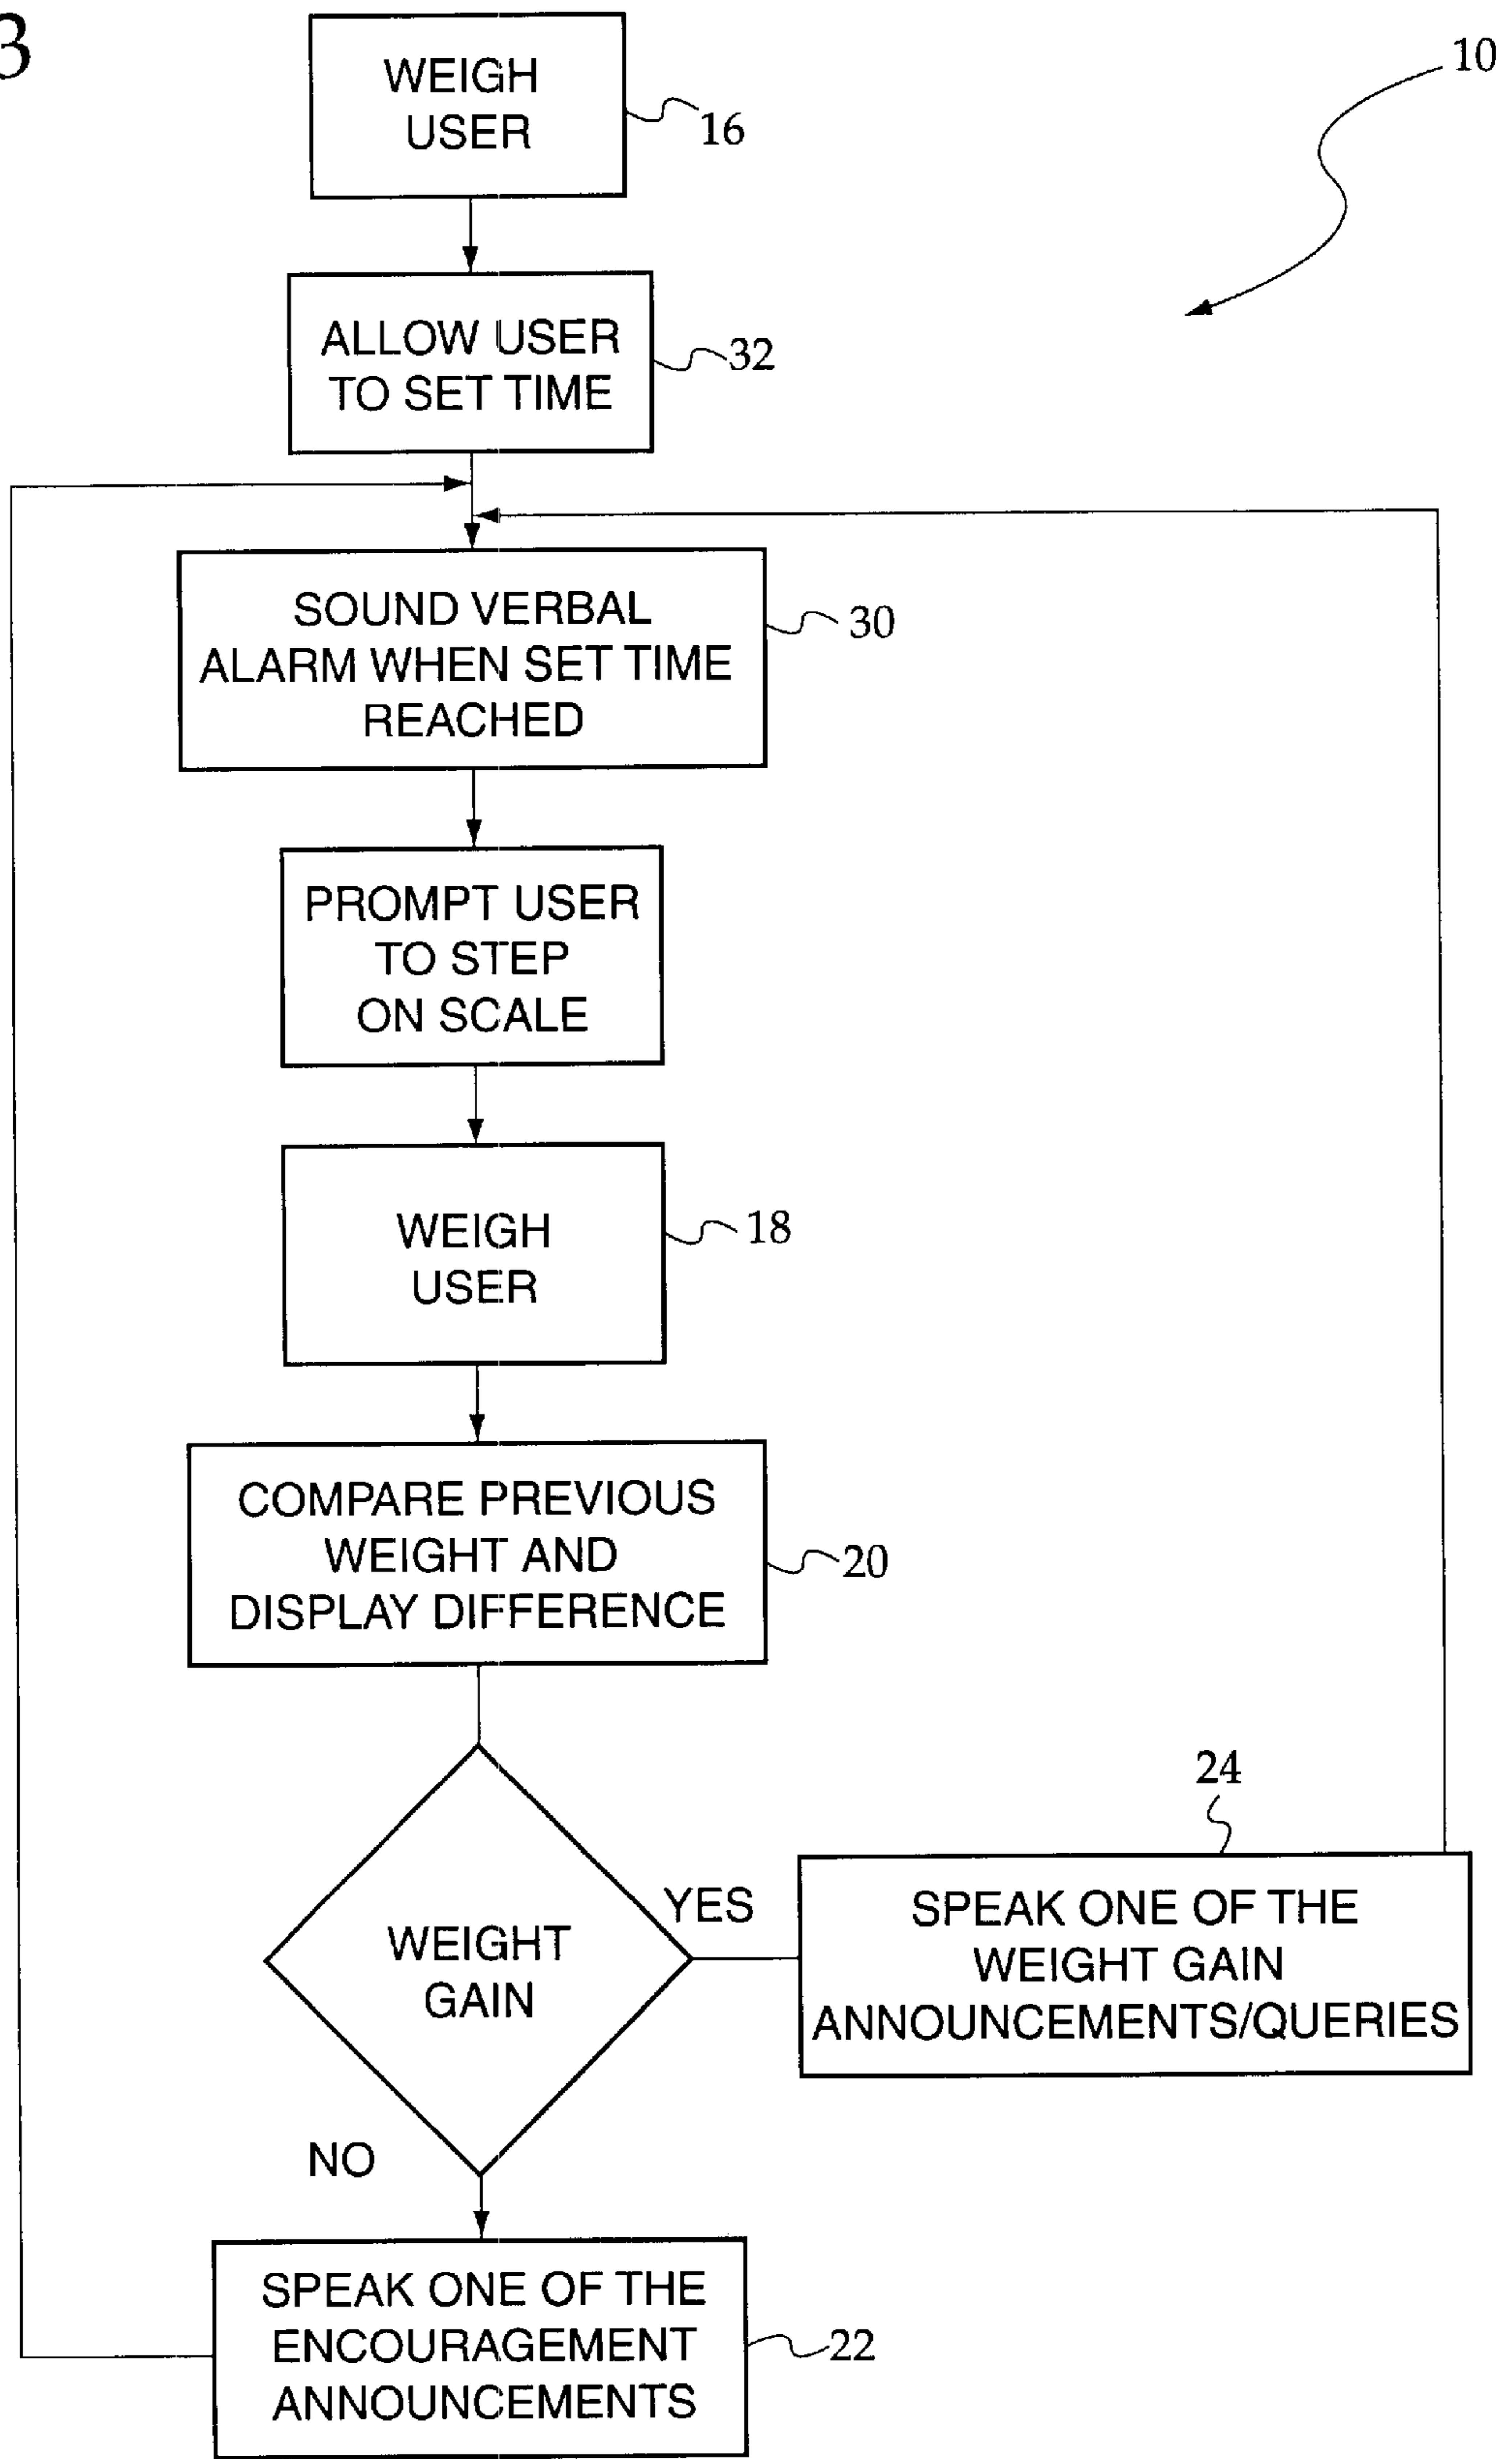 3
10
WEIGH
USER
16
ALLOW USER
TO SET TIME
32
SOUND VERBAL
ALARM WHEN SET TIME
REACHED
30
PROMPT USER
TO STEP
ON SCALE
WEIGH
USER
18
COMPARE PREVIOUS
WEIGHT AND
DISPLAY DIFFERENCE
20
WEIGHT
GAIN
YES
24
SPEAK ONE OF THE
WEIGHT GAIN
ANNOUNCEMENTS/QUERIES
NO
SPEAK ONE OF THE
ENCOURAGEMENT
ANNOUNCEMENTS
22